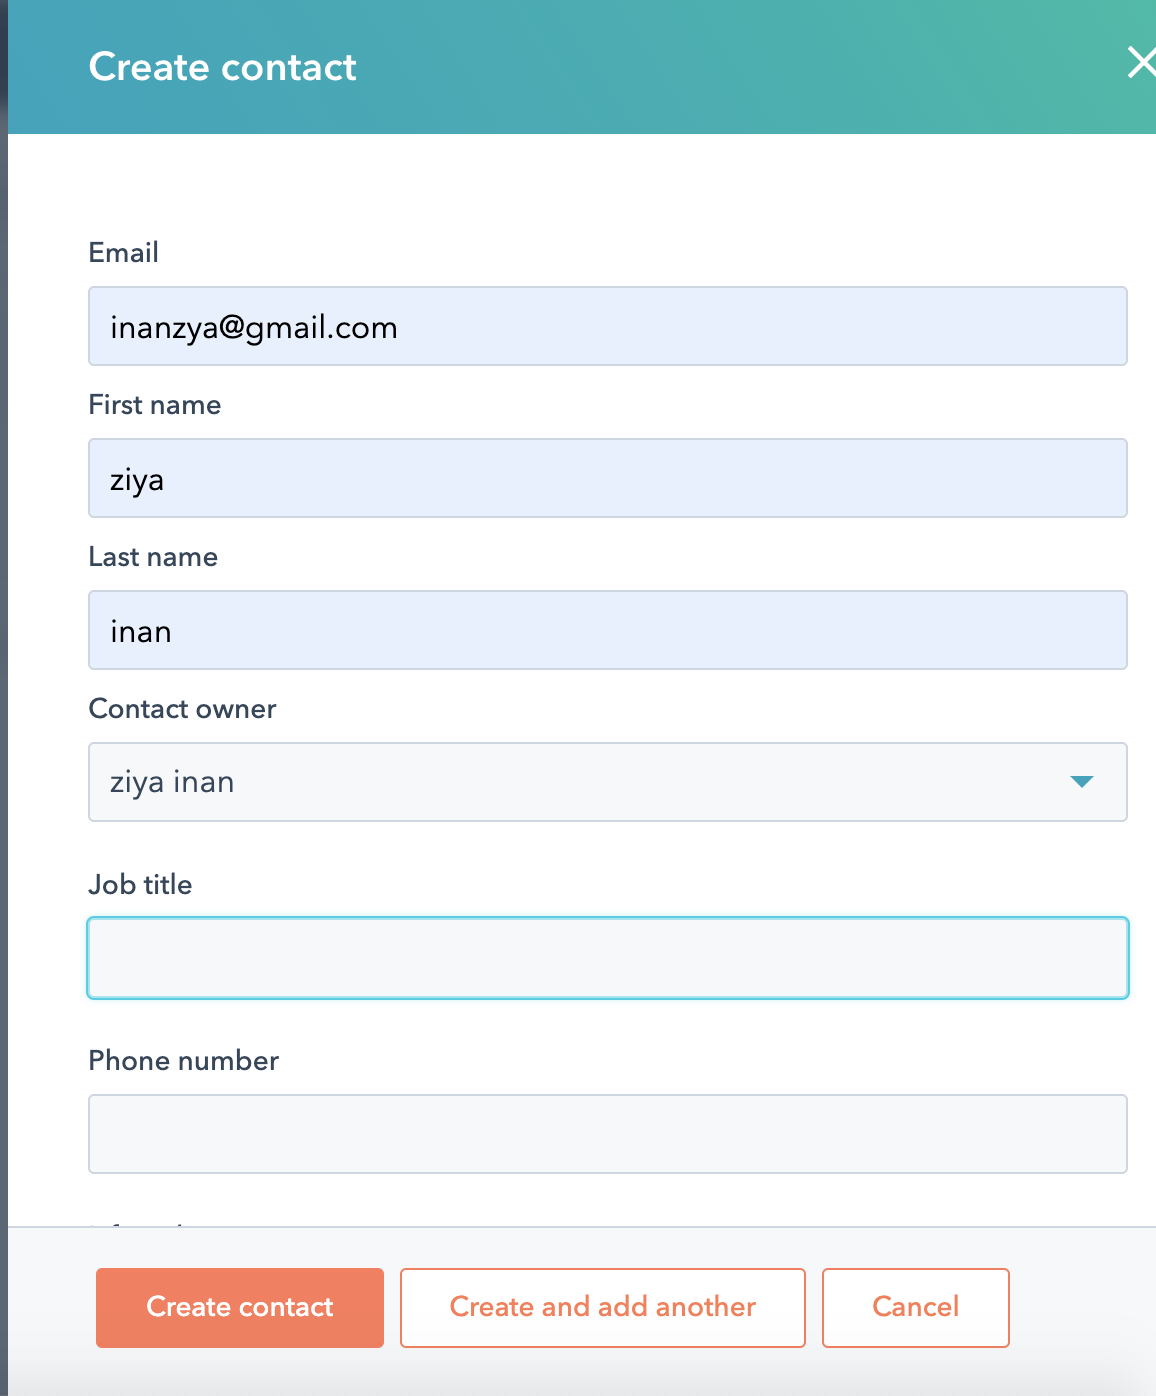 Create contact
Email
inanzya@gmail.com
First name
ziya
Last name
inan
Contact owner
ziya inan
Job title
Phone number
Create contact
Create and add another
Cancel